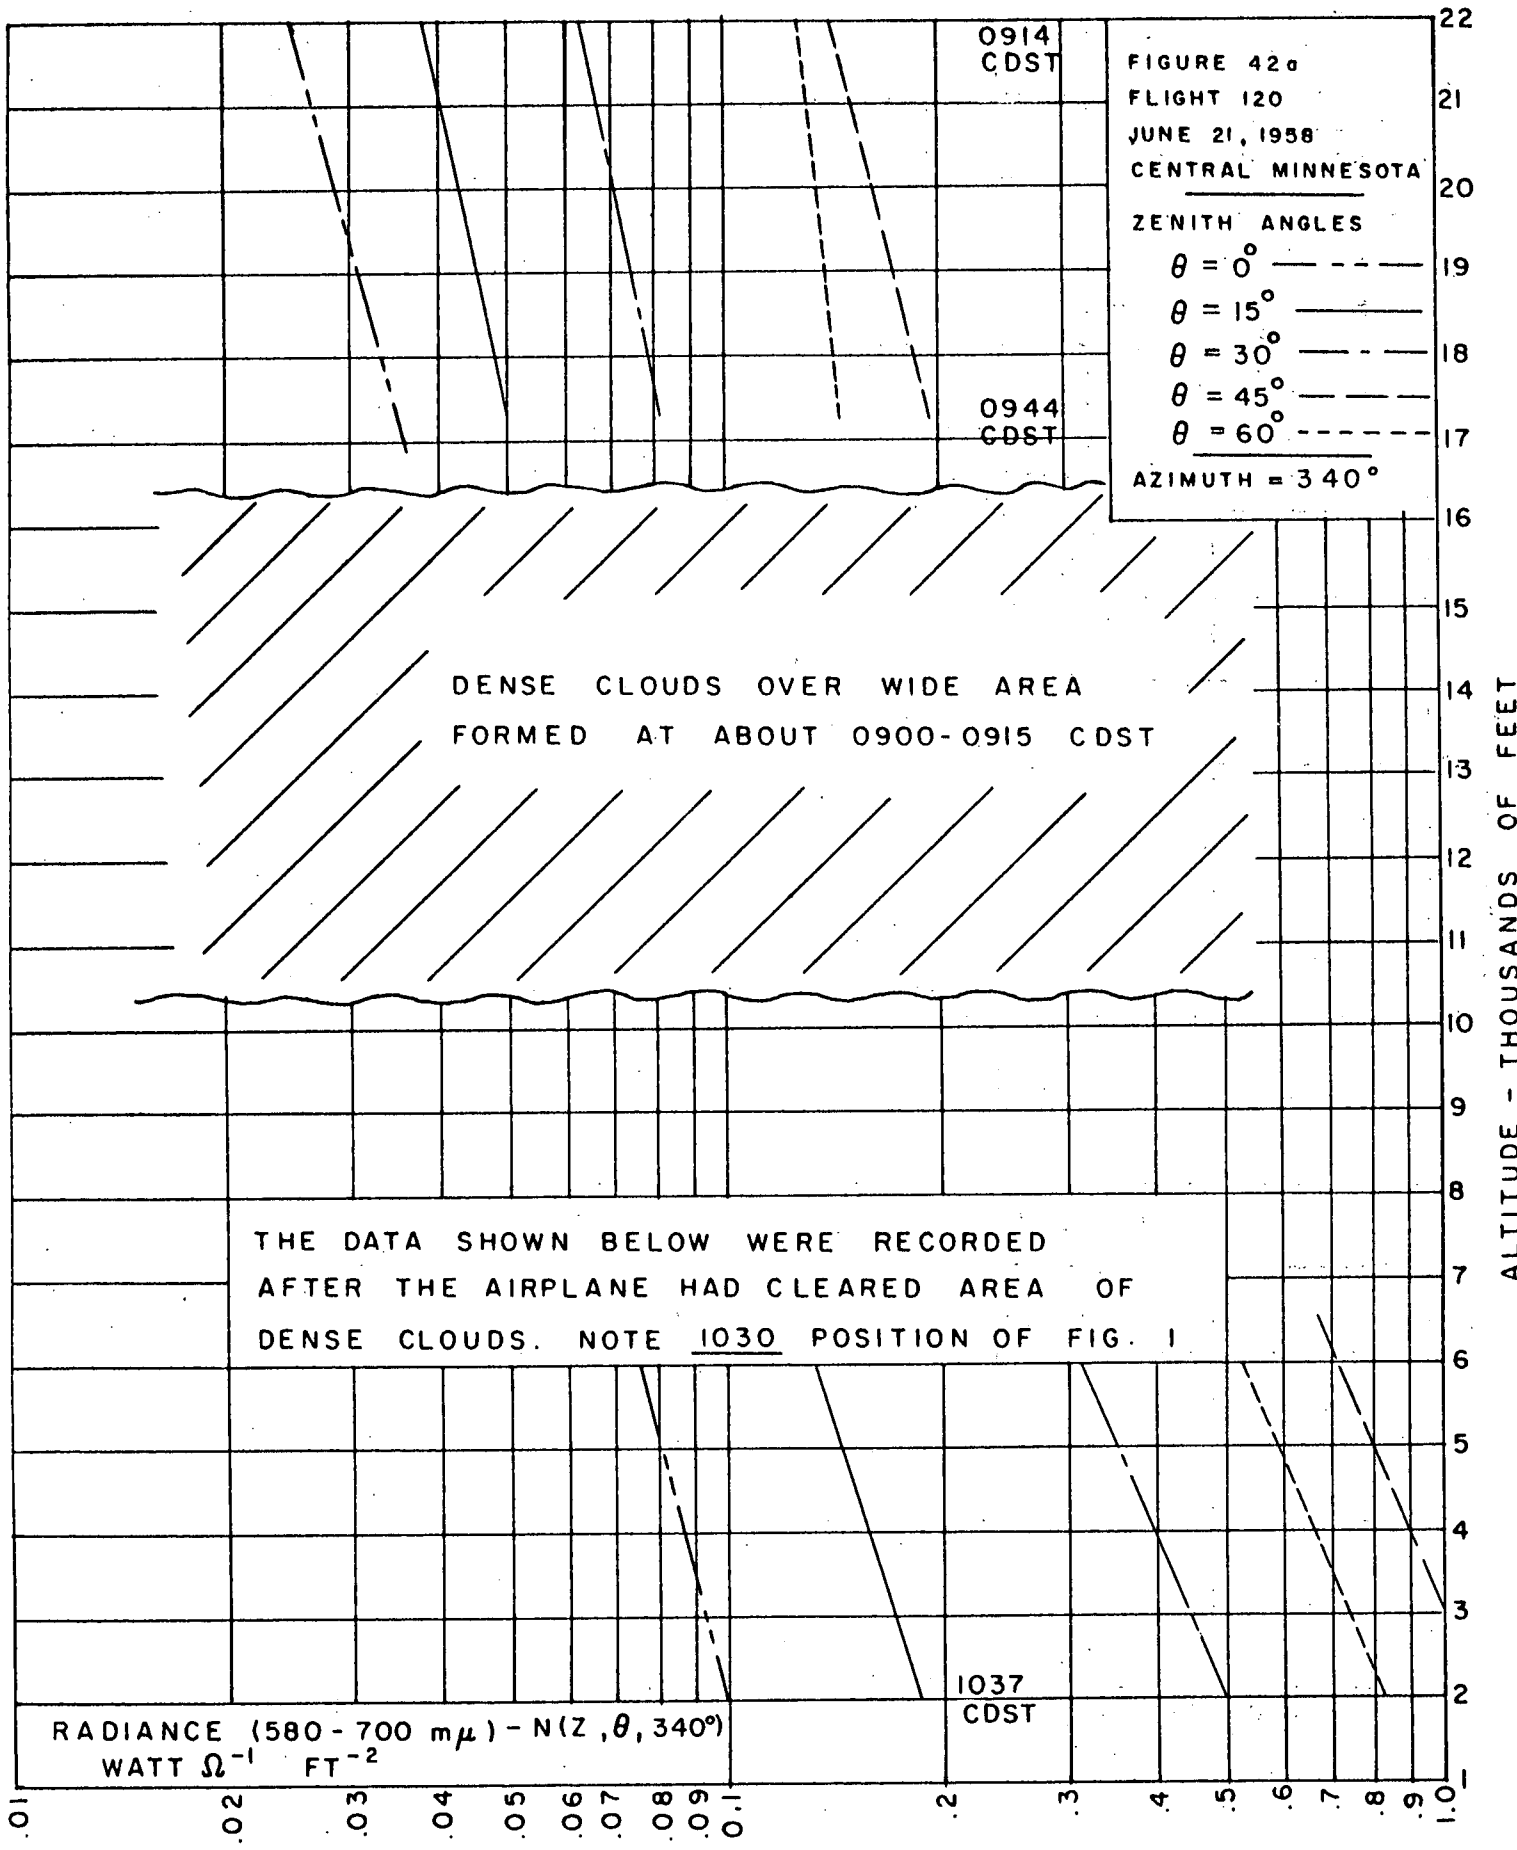 0914
CDST
FIGURE 42a
FLIGHT 120
JUNE 21, 1958
CENTRAL MINNESOTA
ZENITH ANGLES
θ = 0°
θ = 15°
θ = 30°
θ = 45°
θ = 60°
AZIMUTH = 340°
0944
CDST
DENSE CLOUDS OVER WIDE AREA
FORMED AT ABOUT 0900-0915 CDST
THE DATA SHOWN BELOW WERE RECORDED
AFTER THE AIRPLANE HAD CLEARED AREA OF
DENSE CLOUDS. NOTE 1030 POSITION OF FIG. 1
1037
CDST
RADIANCE (580-700 mμ) - N(Z,θ,340°)
WATT Ω⁻¹ FT⁻²
22
21
20
19
18
17
16
15
14
13
12
11
10
9
8
7
6
5
4
3
2
1
ALTITUDE - THOUSANDS OF FEET
.01
.02
.03
.04
.05
.06
.07
.08
.09
0.1
.2
.3
.4
.5
.6
.7
.8
.9
1.0